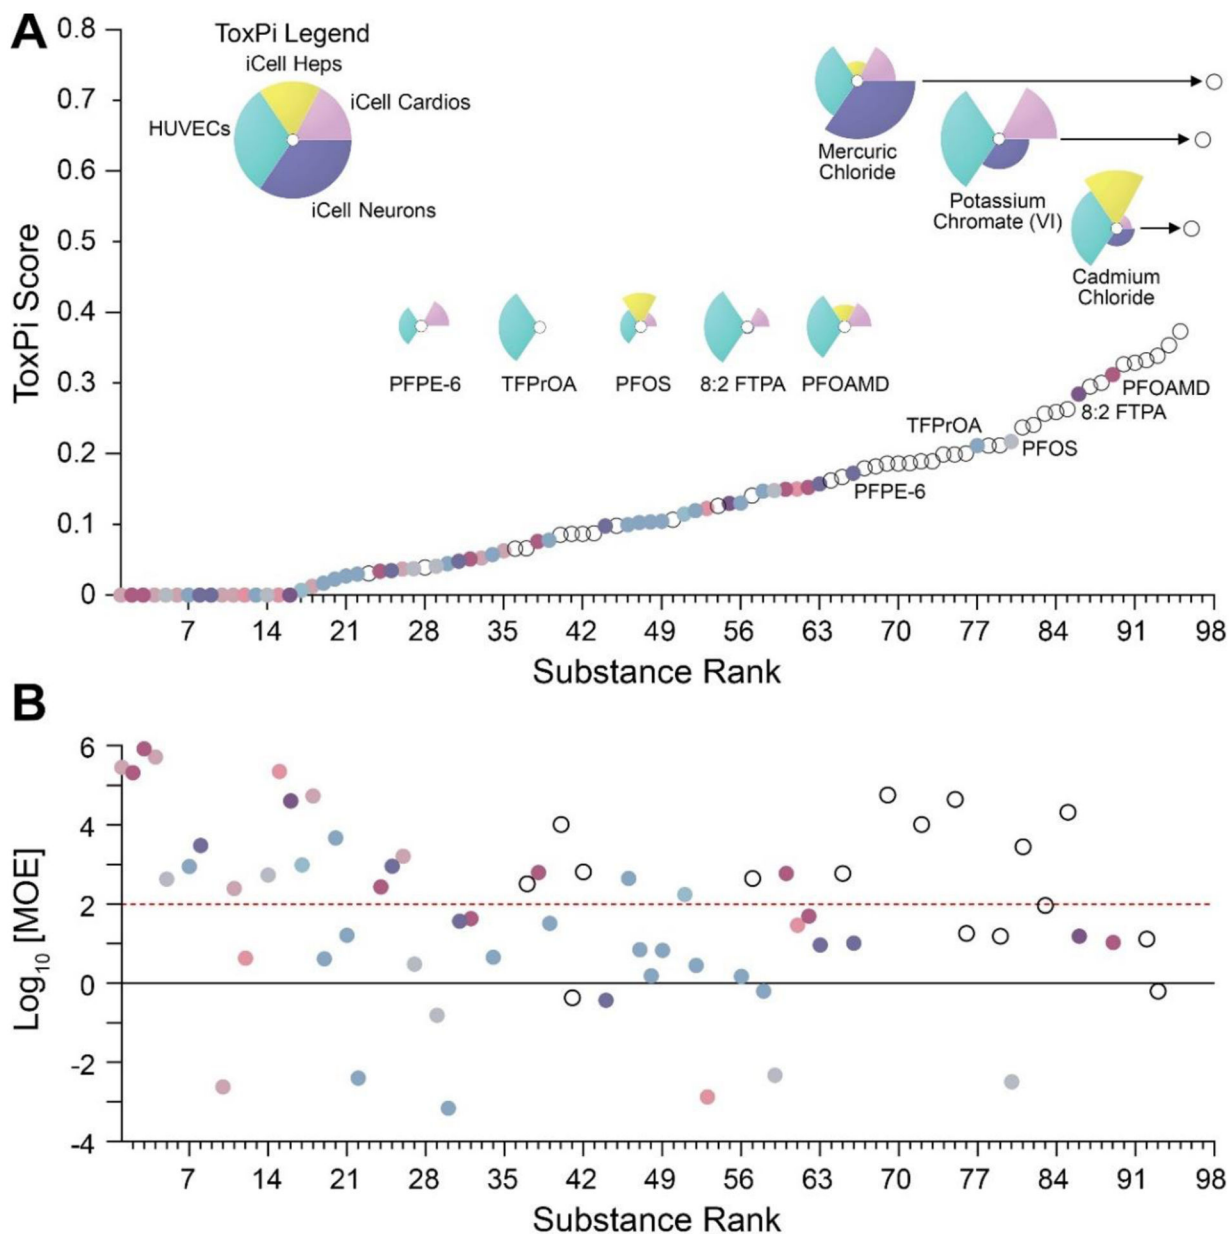 A
0.8
0.7
0.6
0.5
0.4
0.3
0.2
0.1
0
ToxPi Score
ToxPi Legend
iCell Heps
iCell Cardios
HUVECs
iCell Neurons
Mercuric
Chloride
Potassium
Chromate (VI)
Cadmium
Chloride
PFPE-6
TFPrOA
PFOS
8:2 FTPA
PFOAMD
PFOAMD
8:2 FTPA
TFPrOA
PFOS
PFPE-6
7 14 21 28 35 42 49 56 63 70 77 84 91 98
Substance Rank
B
6
4
2
0
-2
-4
Log10 [MOE]
7 14 21 28 35 42 49 56 63 70 77 84 91 98
Substance Rank